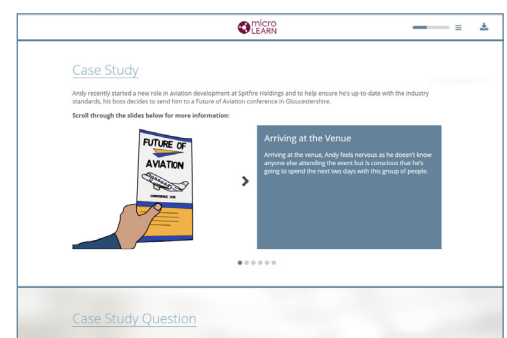 micro
LEARN
Case Study
Andy recently started a new role in aviation development at Spitfire Holdings and to help ensure he's up-to-date with the industry
standards, his boss decides to send him to a Future of Aviation conference in Gloucestershire.
Scroll through the slides below for more information:
FUTURE OF
AVIATION
Arriving at the Venue
Arriving at the venue, Andy feels nervous as he doesn't know
anyone else attending the event but is conscious that he's
going to spend the next two days with this group of people.
Case Study Question